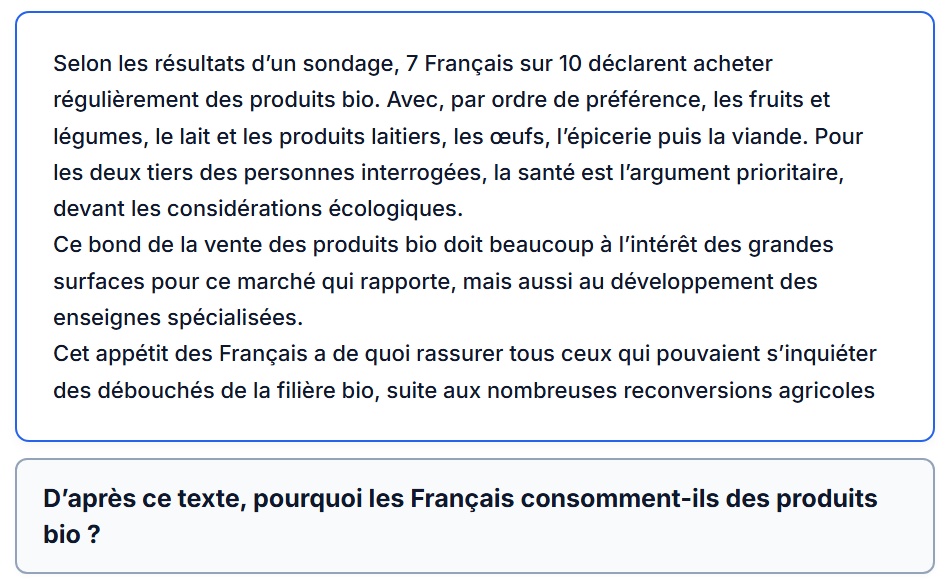 Selon les résultats d’un sondage, 7 Français sur 10 déclarent acheter
régulièrement des produits bio. Avec, par ordre de préférence, les fruits et
légumes, le lait et les produits laitiers, les œufs, l’épicerie puis la viande. Pour
les deux tiers des personnes interrogées, la santé est l’argument prioritaire,
devant les considérations écologiques.
Ce bond de la vente des produits bio doit beaucoup à l’intérêt des grandes
surfaces pour ce marché qui rapporte, mais aussi au développement des
enseignes spécialisées.
Cet appétit des Français a de quoi rassurer tous ceux qui pouvaient s’inquiéter
des débouchés de la filière bio, suite aux nombreuses reconversions agricoles
D’après ce texte, pourquoi les Français consomment-ils des produits
bio ?